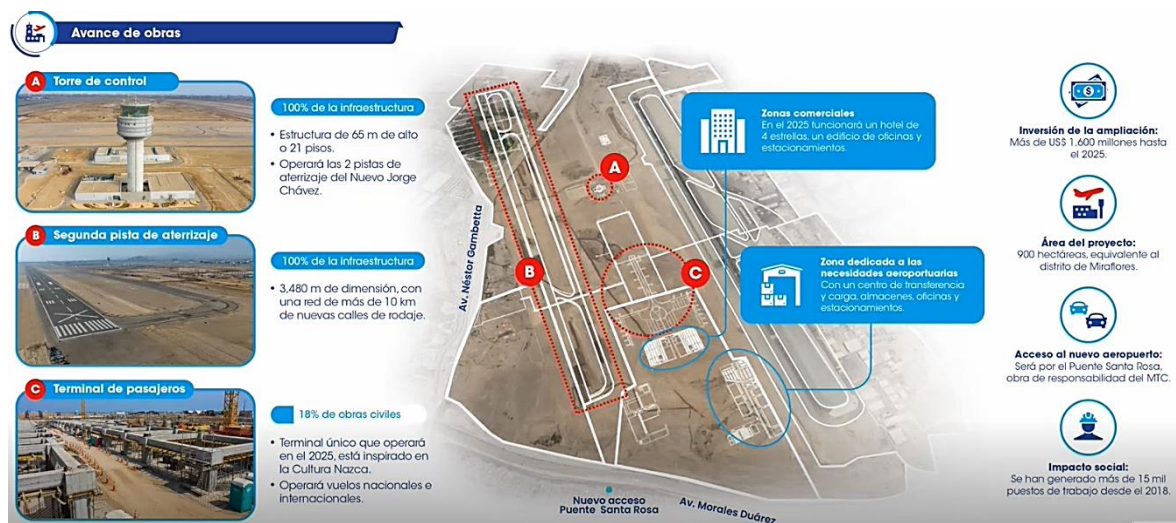 Avance de obras
A Torre de control
100% de la infraestructura
• Estructura de 65 m de alto
o 21 pisos.
• Operará las 2 pistas de
aterrizaje del Nuevo Jorge
Chávez.
B Segunda pista de aterrizaje
100% de la infraestructura
• 3,480 m de dimensión, con
una red de más de 10 km
de nuevas calles de rodaje.
C Terminal de pasajeros
18% de obras civiles
• Terminal único que operará
en el 2025, está inspirado en
la Cultura Nazca.
• Operará vuelos nacionales e
internacionales.
Av. Néstor Gambetta
A
B
C
Nuevo acceso
Puente Santa Rosa
Av. Morales Duárez
Zonas comerciales
En el 2025 funcionará un hotel de
4 estrellas, un edificio de oficinas y
estacionamientos.
Zona dedicada a las
necesidades aeroportuarias
Con un centro de transferencia
y carga, almacenes, oficinas y
estacionamientos.
$
Inversión de la ampliación:
Más de US$ 1,600 millones hasta
el 2025.
Área del proyecto:
900 hectáreas, equivalente al
distrito de Miraflores.
Acceso al nuevo aeropuerto:
Será por el Puente Santa Rosa,
obra de responsabilidad del MTC.
Impacto social:
Se han generado más de 15 mil
puestos de trabajo desde el 2018.